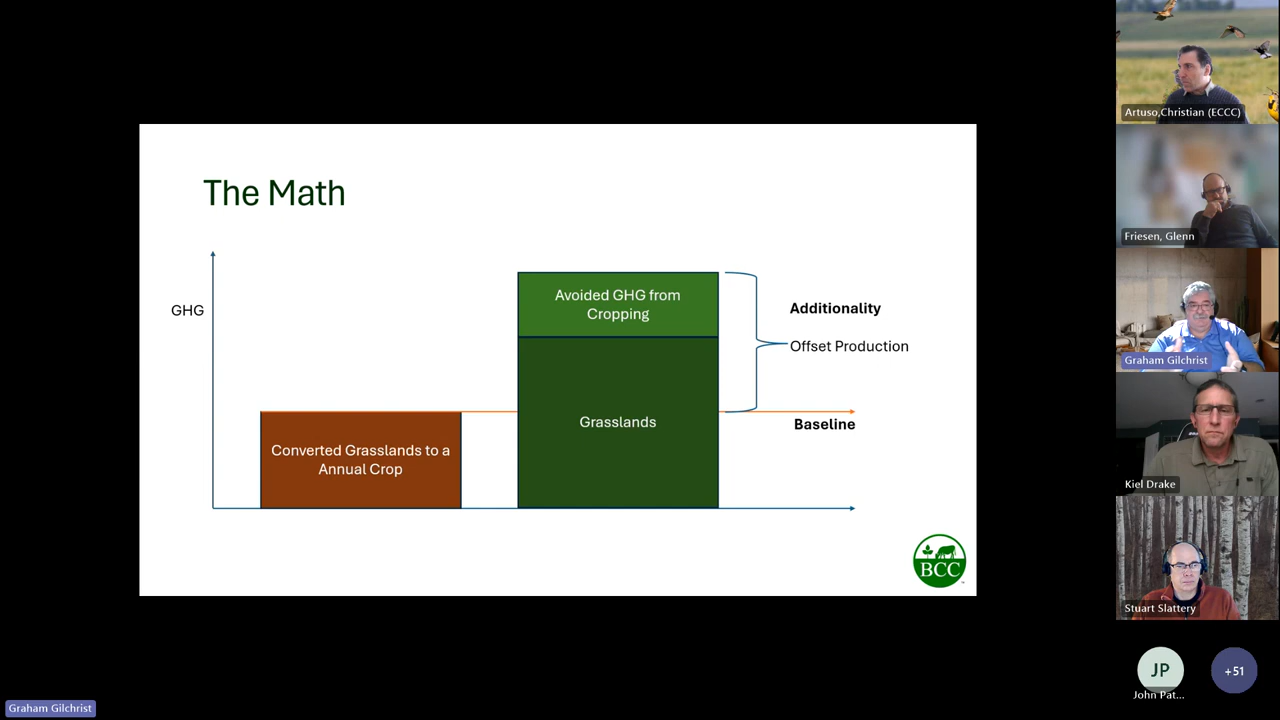 The Math
GHG
Avoided GHG from
Cropping
Additionality
Offset Production
Grasslands
Baseline
Converted Grasslands to a
Annual Crop
BCC
Artuso,Christian (ECCC)
Friesen, Glenn
Graham Gilchrist
Kiel Drake
Stuart Slattery
JP
John Pat...
+51
Graham Gilchrist